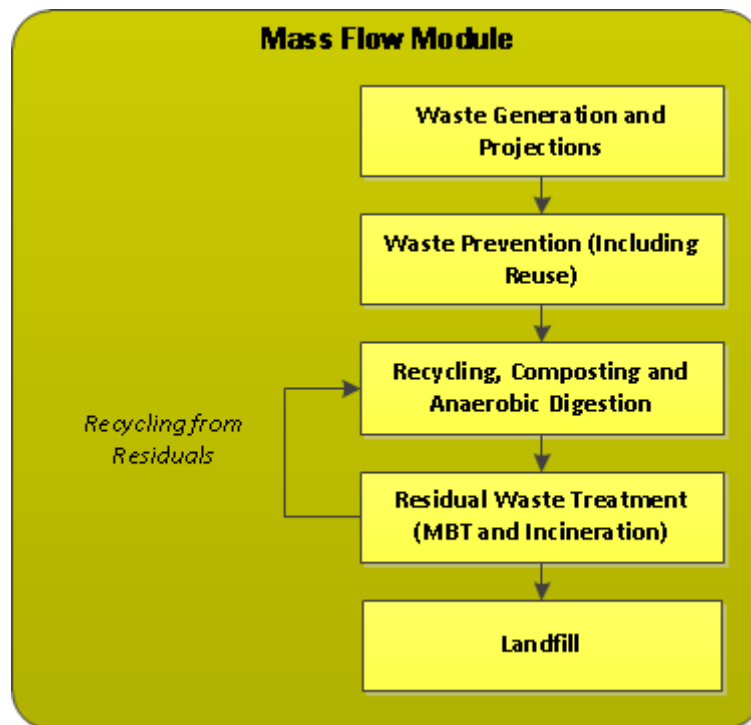 Mass Flow Module
Waste Generation and
Projections
Waste Prevention (Including
Reuse)
Recycling, Composting and
Anaerobic Digestion
Recycling from
Residuals
Residual Waste Treatment
(MBT and Incineration)
Landfill